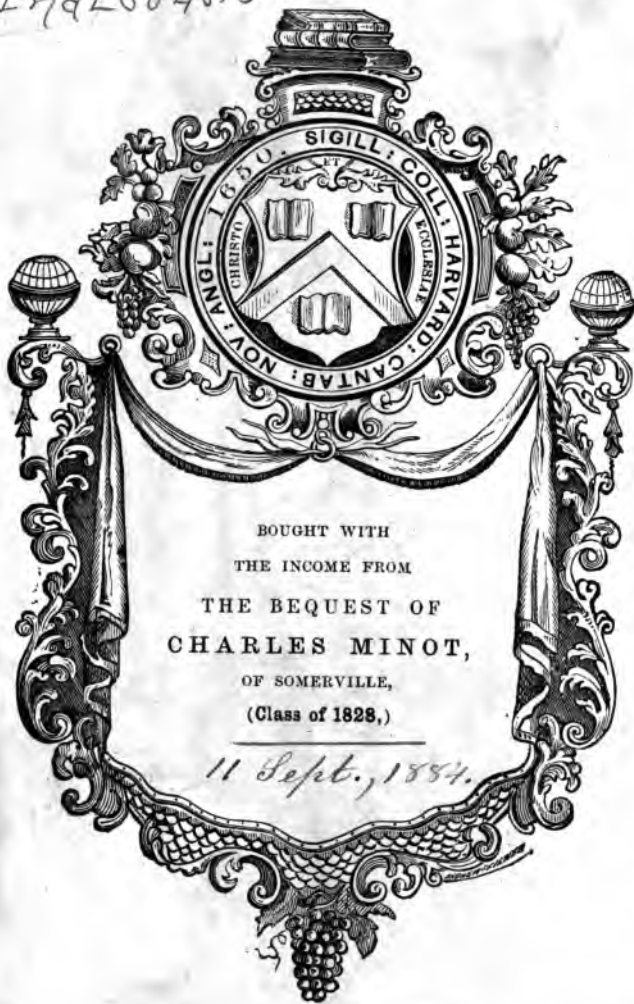 SIGILL: COLL: HARVARD: CANTAB: NOV: ANGL: 1650.
ET
CHRISTO
ECCLESIAE
BOUGHT WITH
THE INCOME FROM
THE BEQUEST OF
CHARLES MINOT,
OF SOMERVILLE,
(Class of 1828,)
11 Sept., 1884.